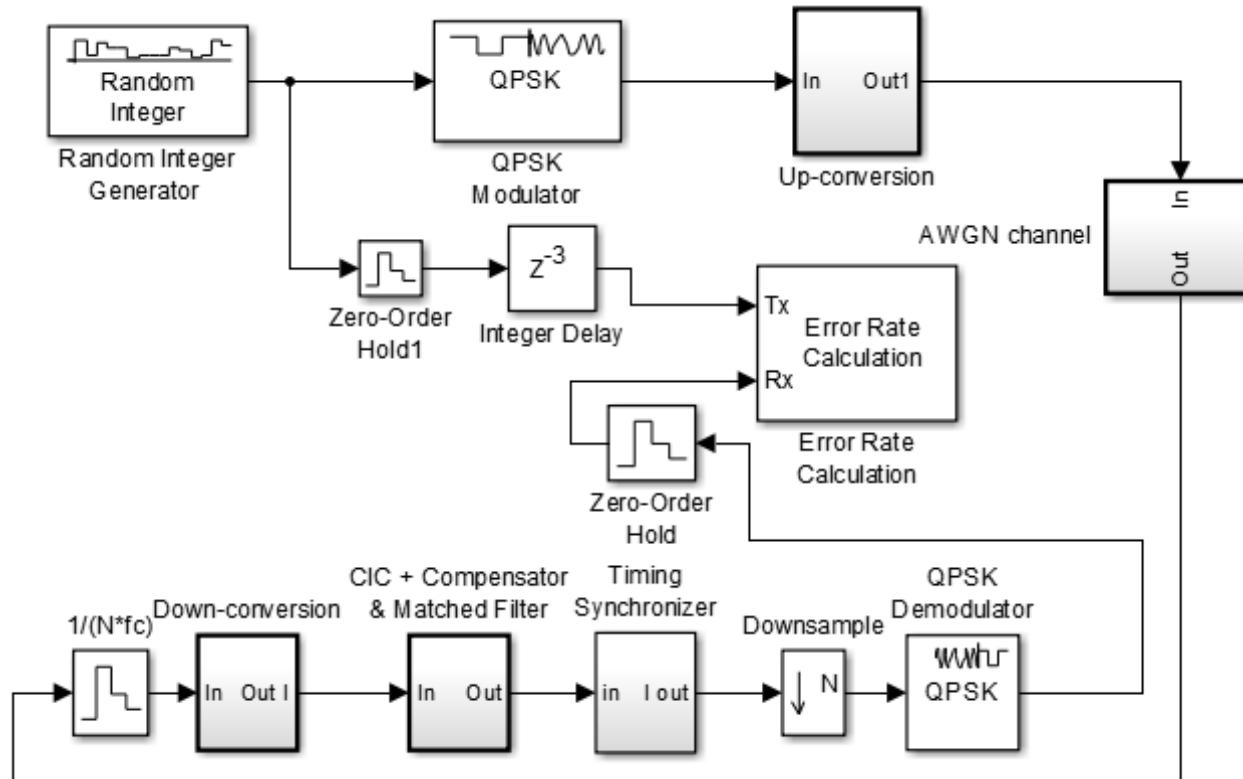 Random
Integer
Random Integer
Generator
QPSK
QPSK
Modulator
In
Out1
Up-conversion
In
AWGN channel
Out
Zero-Order
Hold1
Z-3
Integer Delay
Tx
Rx
Error Rate
Calculation
Error Rate
Calculation
Zero-Order
Hold
1/(N*fc)
Down-conversion
In
Out I
CIC + Compensator
& Matched Filter
In
Out
Timing
Synchronizer
in
I out
Downsample
N
QPSK
Demodulator
QPSK